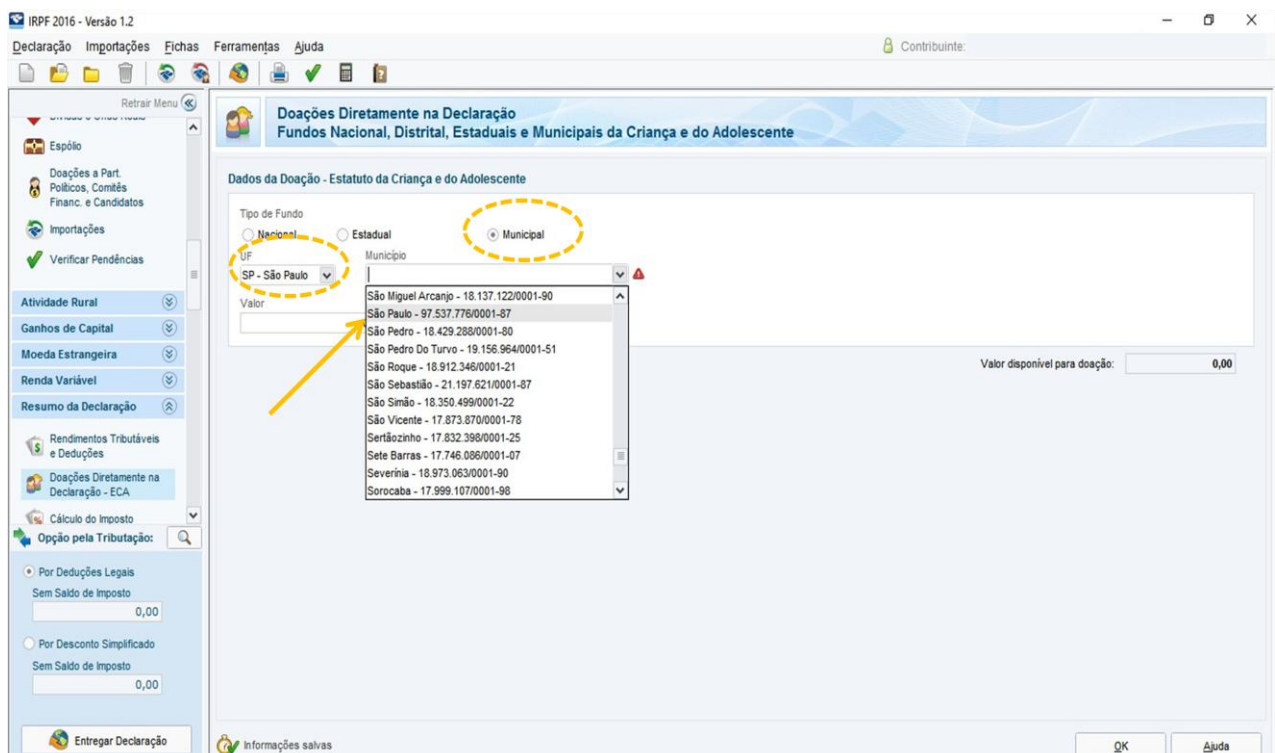 IRPF 2016 - Versão 1.2
Declaração Importações Fichas Ferramentas Ajuda
Contribuinte:
Retrair Menu
Espólio
Doações a Part.
Políticos, Comitês
Financ. e Candidatos
Importações
Verificar Pendências
Atividade Rural
Ganhos de Capital
Moeda Estrangeira
Renda Variável
Resumo da Declaração
Rendimentos Tributáveis
e Deduções
Doações Diretamente na
Declaração - ECA
Cálculo do Imposto
Opção pela Tributação:
Por Deduções Legais
Sem Saldo de Imposto
0,00
Por Desconto Simplificado
Sem Saldo de Imposto
0,00
Entregar Declaração
Doações Diretamente na Declaração
Fundos Nacional, Distrital, Estaduais e Municipais da Criança e do Adolescente
Dados da Doação - Estatuto da Criança e do Adolescente
Tipo de Fundo
Nacional Estadual Municipal
UF Município
SP - São Paulo
Valor
São Miguel Arcanjo - 18.137.122/0001-90
São Paulo - 97.537.776/0001-87
São Pedro - 18.429.288/0001-80
São Pedro Do Turvo - 19.156.964/0001-51
São Roque - 18.912.346/0001-21
São Sebastião - 21.197.621/0001-87
São Simão - 18.350.499/0001-22
São Vicente - 17.873.870/0001-78
Sertãozinho - 17.832.398/0001-25
Sete Barras - 17.746.086/0001-07
Severínia - 18.973.063/0001-90
Sorocaba - 17.999.107/0001-98
Valor disponível para doação: 0,00
Informações salvas
OK Ajuda